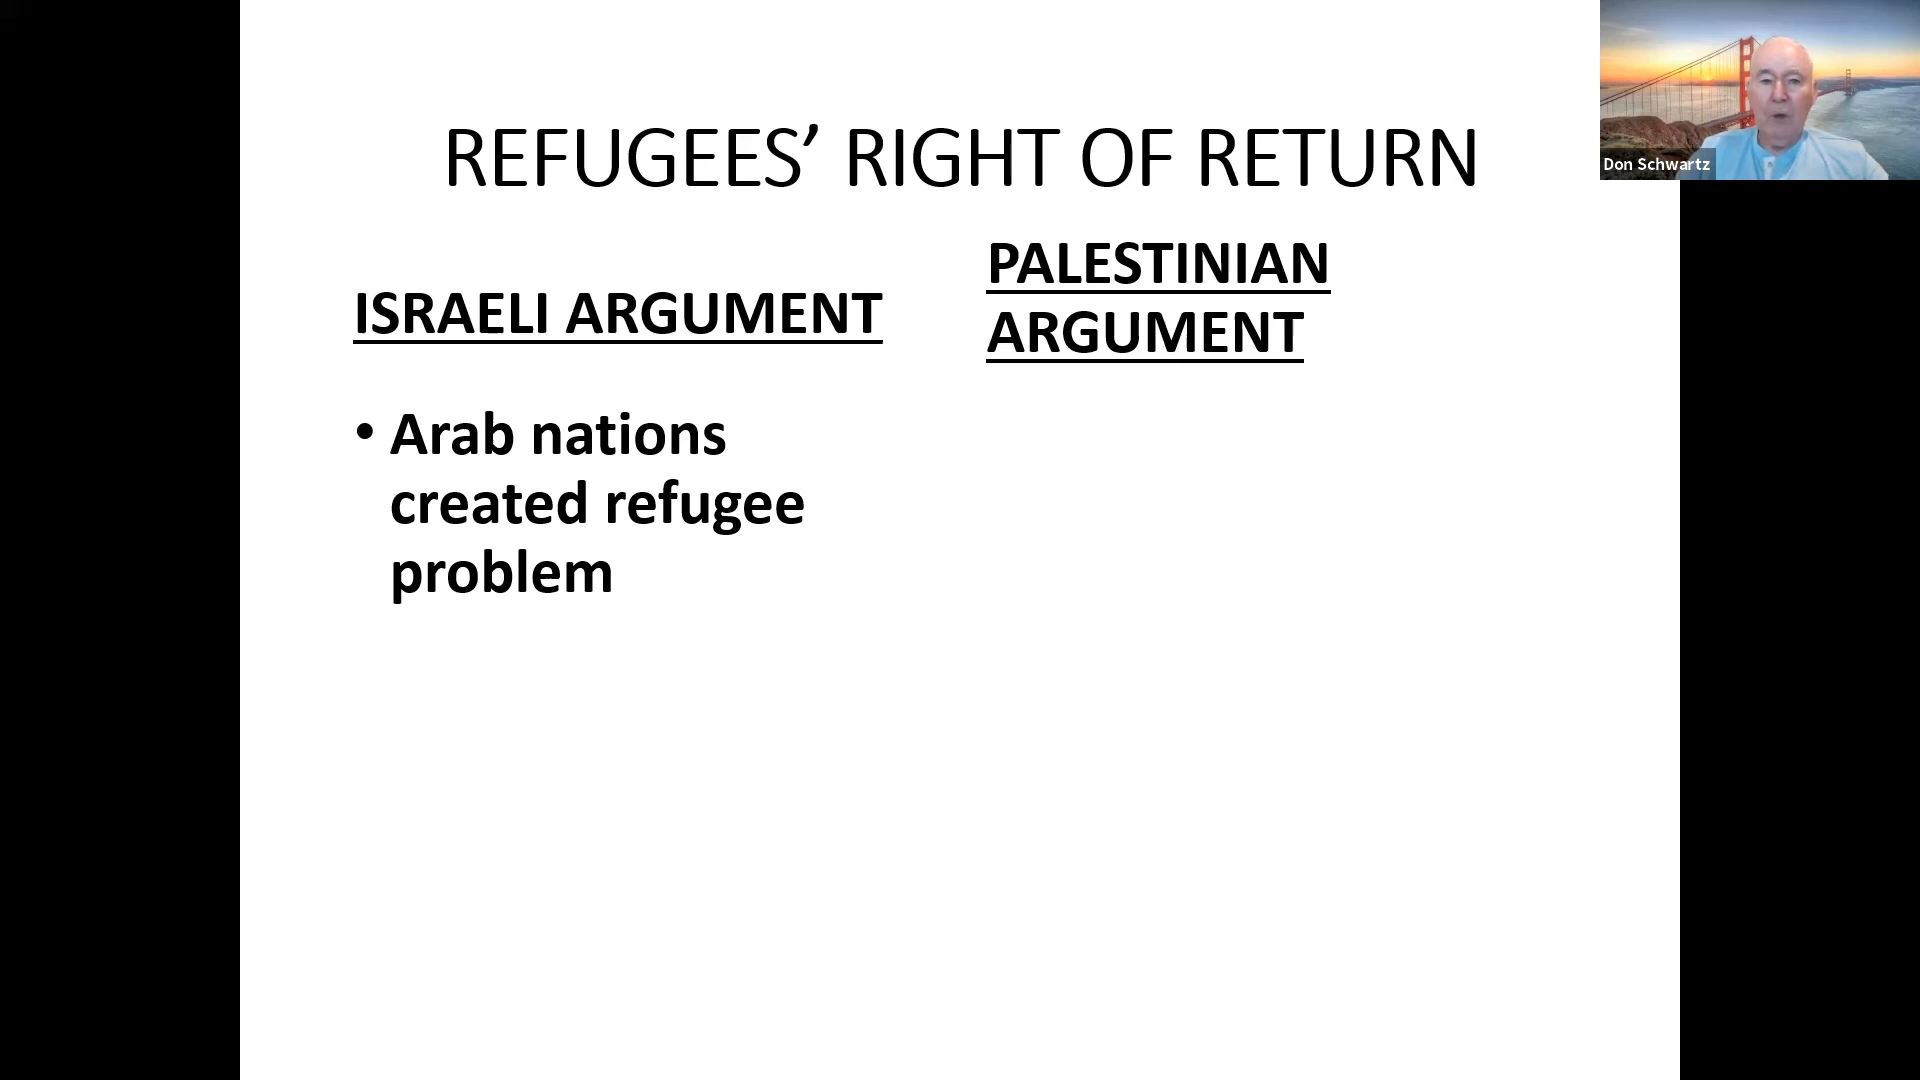 REFUGEES’ RIGHT OF RETURN
ISRAELI ARGUMENT
• Arab nations
created refugee
problem
PALESTINIAN
ARGUMENT
Don Schwartz